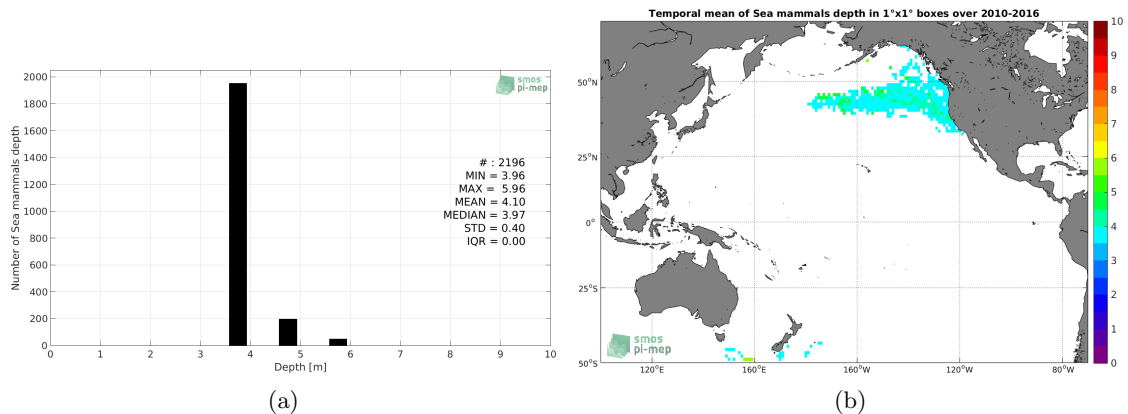 2000
1800
1600
1400
1200
1000
800
600
400
200
0
Number of Sea mammals depth
smos
pi-mep
# : 2196
MIN = 3.96
MAX = 5.96
MEAN = 4.10
MEDIAN = 3.97
STD = 0.40
IQR = 0.00
0 1 2 3 4 5 6 7 8 9 10
Depth [m]
(a)
Temporal mean of Sea mammals depth in 1°x1° boxes over 2010-2016
50°N
25°N
0°
25°S
50°S
smos
pi-mep
120°E 160°E 160°W 120°W 80°W
10
9
8
7
6
5
4
3
2
1
0
(b)